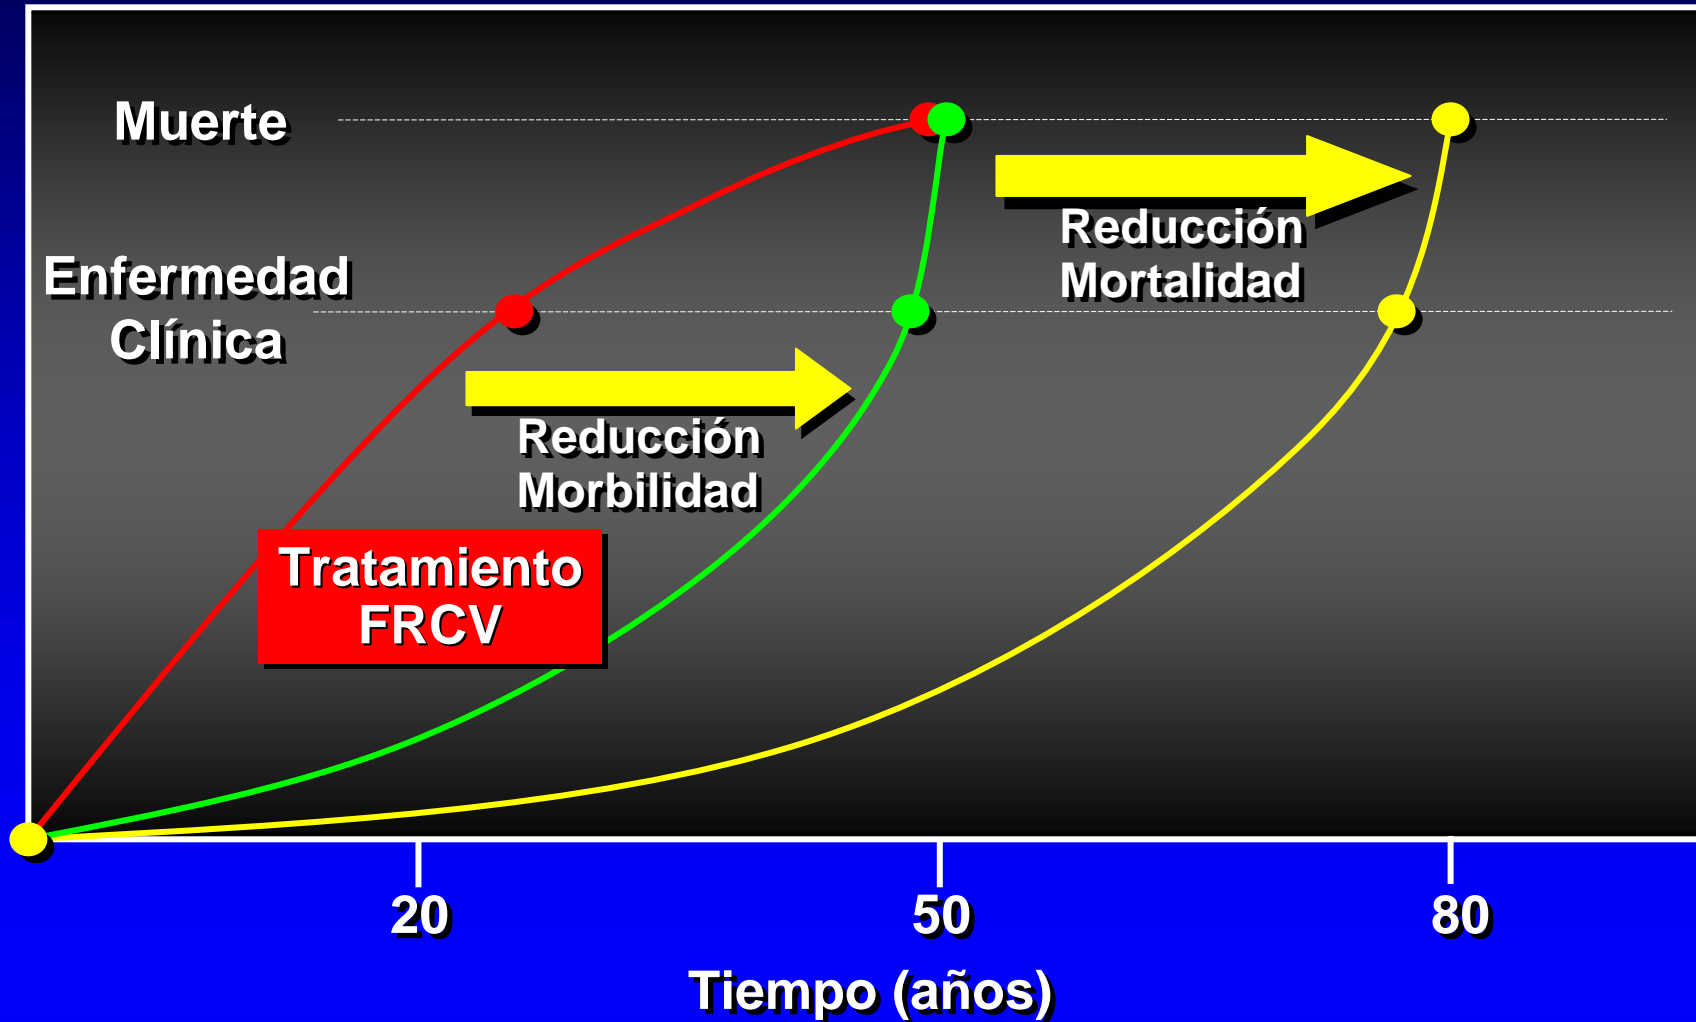 Muerte
Enfermedad
Clínica
Reducción
Mortalidad
Reducción
Morbilidad
Tratamiento
FRCV
20
50
80
Tiempo (años)